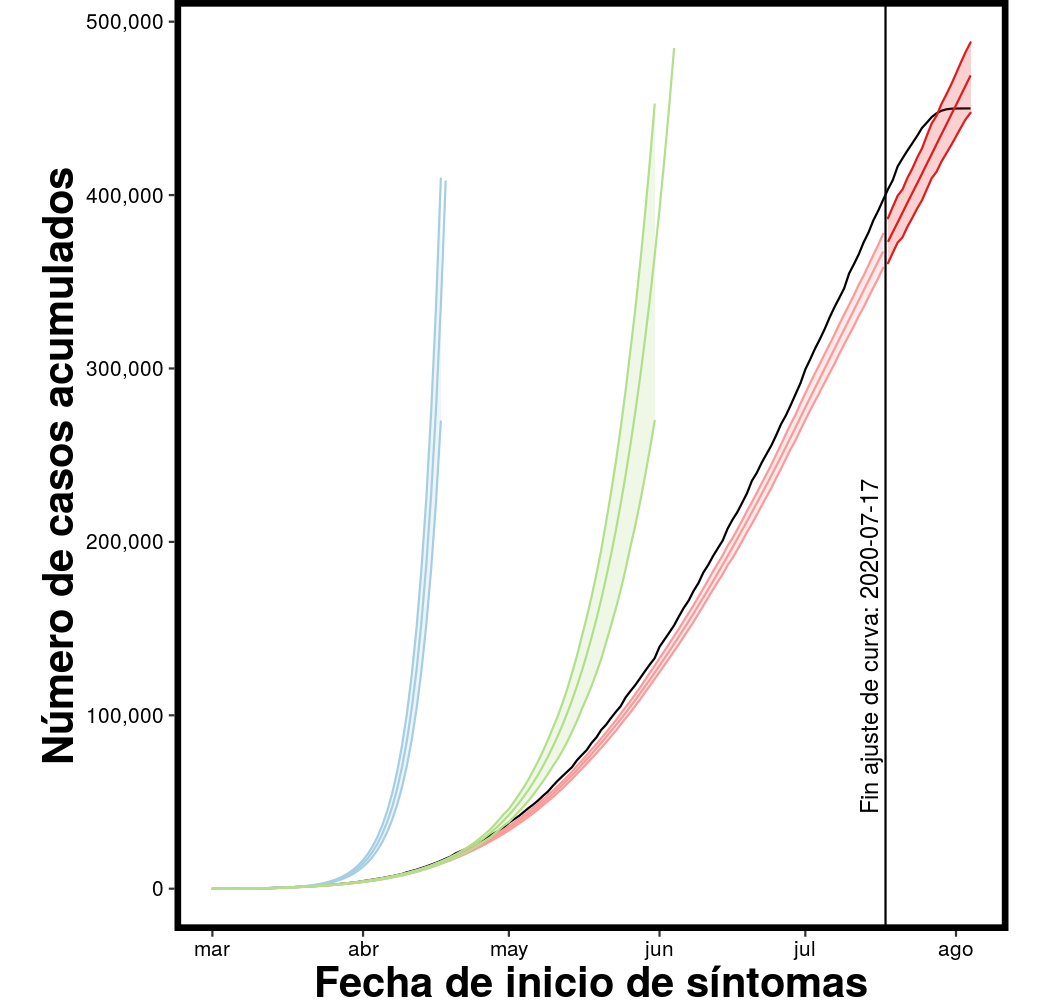 Número de casos acumulados
500,000
400,000
300,000
200,000
100,000
0
Fin ajuste de curva: 2020-07-17
mar abr may jun jul ago
Fecha de inicio de síntomas